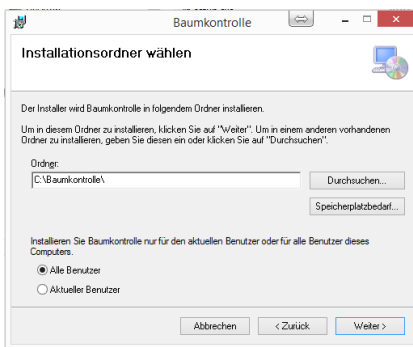 Baumkontrolle
Installationsordner wählen
Der Installer wird Baumkontrolle in folgendem Ordner installieren.
Um in diesem Ordner zu installieren, klicken Sie auf "Weiter". Um in einem anderen vorhandenen
Ordner zu installieren, geben Sie diesen ein oder klicken Sie auf "Durchsuchen".
Ordner:
C:\Baumkontrolle\
Durchsuchen...
Speicherplatzbedarf...
Installieren Sie Baumkontrolle nur für den aktuellen Benutzer oder für alle Benutzer dieses
Computers.
Alle Benutzer
Aktueller Benutzer
Abbrechen
< Zurück
Weiter >